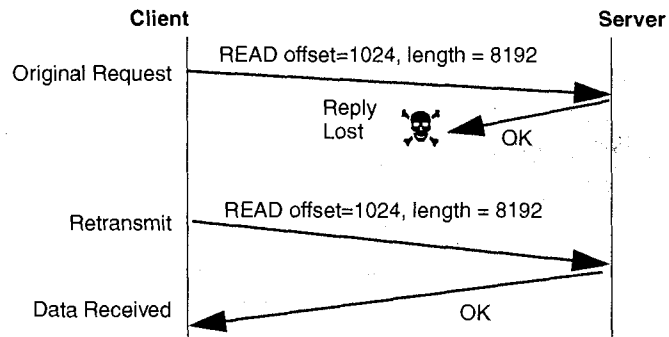 Client
Server
READ offset=1024, length = 8192
Original Request
Reply
Lost
OK
READ offset=1024, length = 8192
Retransmit
Data Received
OK